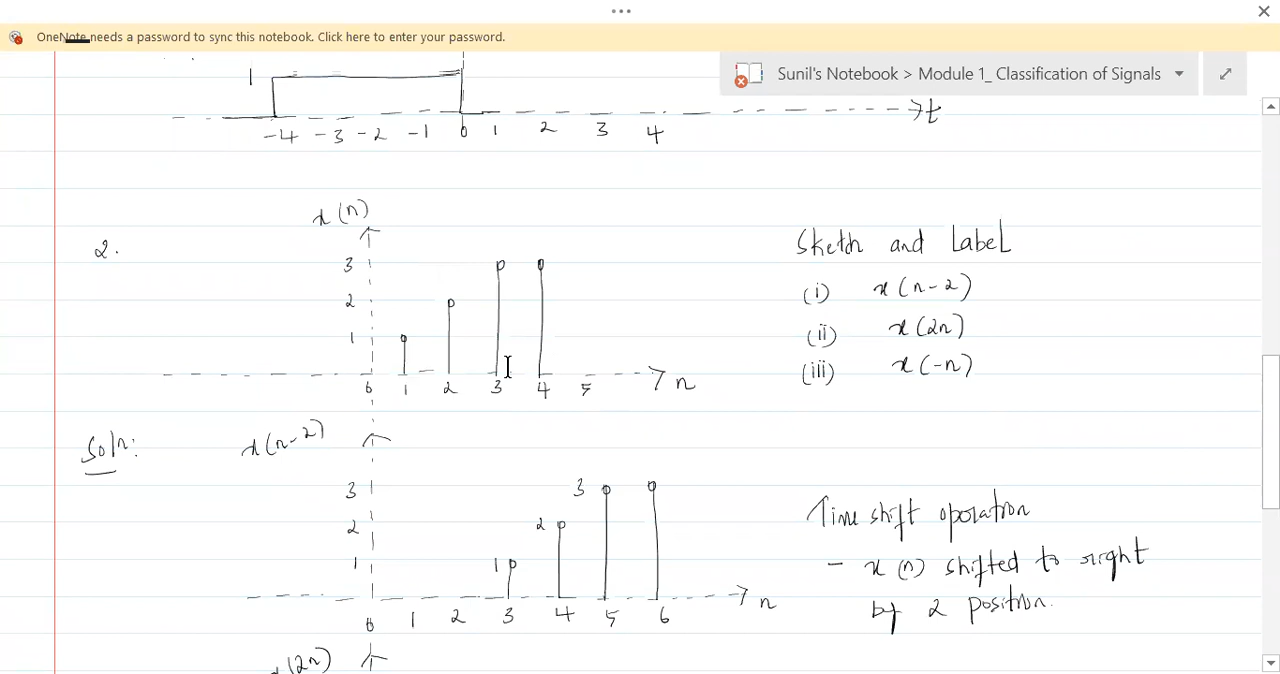 OneNote needs a password to sync this notebook. Click here to enter your password.
Sunil's Notebook > Module 1_ Classification of Signals
1
-4 -3 -2 -1 0 1 2 3 4
t
x(n)
2.
3
2
1
0 1 2 3 4 5
n
Sketh and Label
(i) x(n-2)
(ii) x(2n)
(iii) x(-n)
Soln:
x(n-2)
3
2
1
1 2 3
0 1 2 3 4 5 6
n
Time shift operation
- x(n) shifted to right
by 2 position.
x(2n)